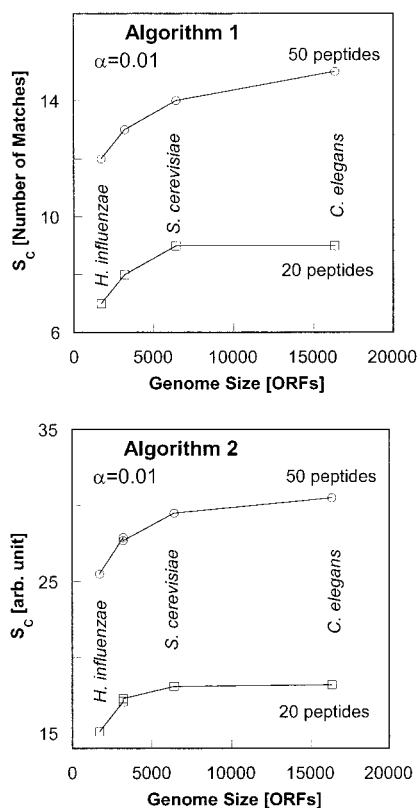 Algorithm 1
α=0.01
50 peptides
20 peptides
H. influenzae
S. cerevisiae
C. elegans
S_C [Number of Matches]
14
10
6
0
5000
10000
15000
20000
Genome Size [ORFs]
Algorithm 2
α=0.01
50 peptides
20 peptides
H. influenzae
S. cerevisiae
C. elegans
S_C [arb. unit]
35
25
15
0
5000
10000
15000
20000
Genome Size [ORFs]